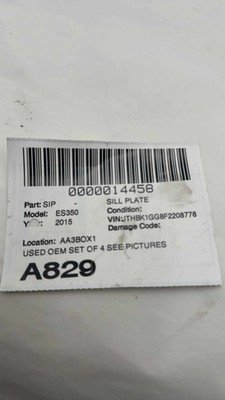 0000014458
Part: SIP - SILL PLATE
Model: ES350 Condition:
2015 VIN:JTHBK1GG8F2208778
Damage Code:
Location: AA3BOX1
USED OEM SET OF 4 SEE PICTURES
A829